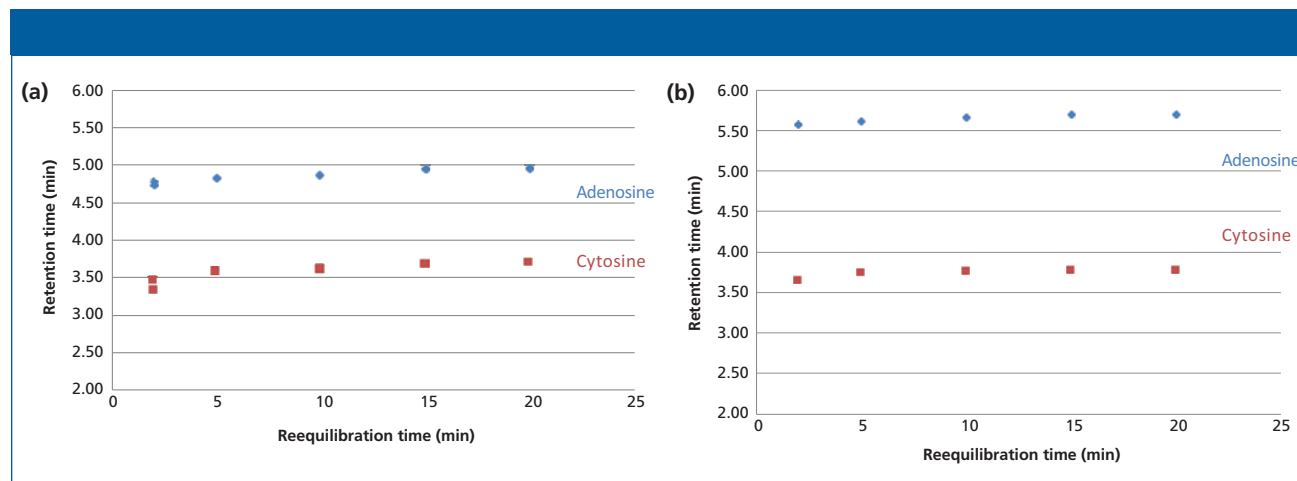 (a)
6.00
5.50
5.00
4.50
4.00
3.50
3.00
2.50
2.00
Retention time (min)
0 5 10 15 20 25
Reequilibration time (min)
Adenosine
Cytosine
(b)
6.00
5.50
5.00
4.50
4.00
3.50
3.00
2.50
2.00
Retention time (min)
0 5 10 15 20 25
Reequilibration time (min)
Adenosine
Cytosine